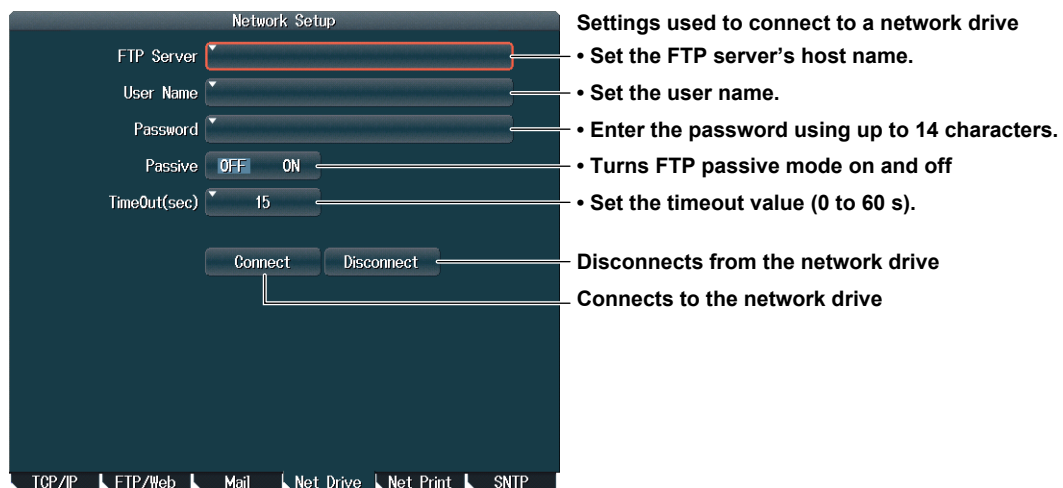 Network Setup
Settings used to connect to a network drive
FTP Server
• Set the FTP server’s host name.
User Name
• Set the user name.
Password
• Enter the password using up to 14 characters.
Passive OFF ON
• Turns FTP passive mode on and off
TimeOut(sec) 15
• Set the timeout value (0 to 60 s).
Connect Disconnect
Disconnects from the network drive
Connects to the network drive
TCP/IP FTP/Web Mail Net Drive Net Print SNTP